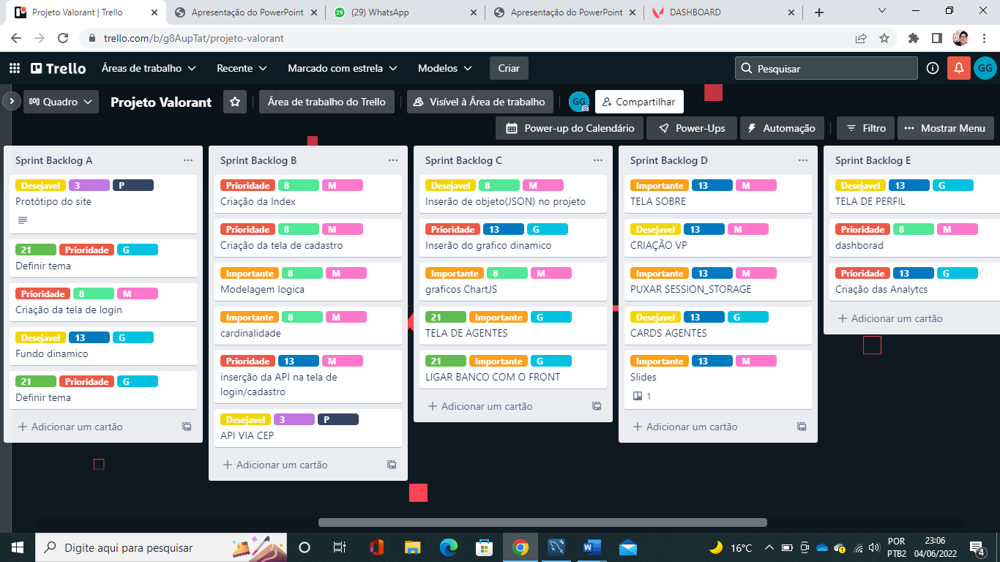 Projeto Valorant | Trello
Apresentação do PowerPoint
(29) WhatsApp
Apresentação do PowerPoint
DASHBOARD
trello.com/b/g8AupTat/projeto-valorant
Trello
Áreas de trabalho
Recente
Marcado com estrela
Modelos
Criar
Pesquisar
GG
Quadro
Projeto Valorant
Área de trabalho do Trello
Visível à Área de trabalho
GG
Compartilhar
Power-up do Calendário
Power-Ups
Automação
Filtro
Mostrar Menu
Sprint Backlog A
Desejavel 3 P
Protótipo do site
21 Prioridade G
Definir tema
Prioridade 8 M
Criação da tela de login
Desejavel 13 G
Fundo dinamico
21 Prioridade G
Definir tema
Adicionar um cartão
Sprint Backlog B
Prioridade 8 M
Criação da Index
Prioridade 8 M
Criação da tela de cadastro
Importante 8 M
Modelagem logica
Importante 8 M
cardinalidade
Prioridade 13 M
inserção da API na tela de
login/cadastro
Desejavel 3 P
API VIA CEP
Adicionar um cartão
Sprint Backlog C
Desejavel 8 M
Inserão de objeto(JSON) no projeto
Prioridade 13 G
Inserão do grafico dinamico
Importante 8 M
graficos ChartJS
21 Importante G
TELA DE AGENTES
21 Importante G
LIGAR BANCO COM O FRONT
Adicionar um cartão
Sprint Backlog D
Importante 13 M
TELA SOBRE
Desejavel 13 M
CRIAÇÃO VP
Importante 13 M
PUXAR SESSION_STORAGE
Desejavel 13 G
CARDS AGENTES
Importante 13 M
Slides
1
Adicionar um cartão
Sprint Backlog E
Desejavel 13 G
TELA DE PERFIL
Prioridade 8 M
dashborad
Prioridade 13 G
Criação das Analytcs
Adicionar um cartão
Digite aqui para pesquisar
16°C
POR
PTB2
23:06
04/06/2022
4